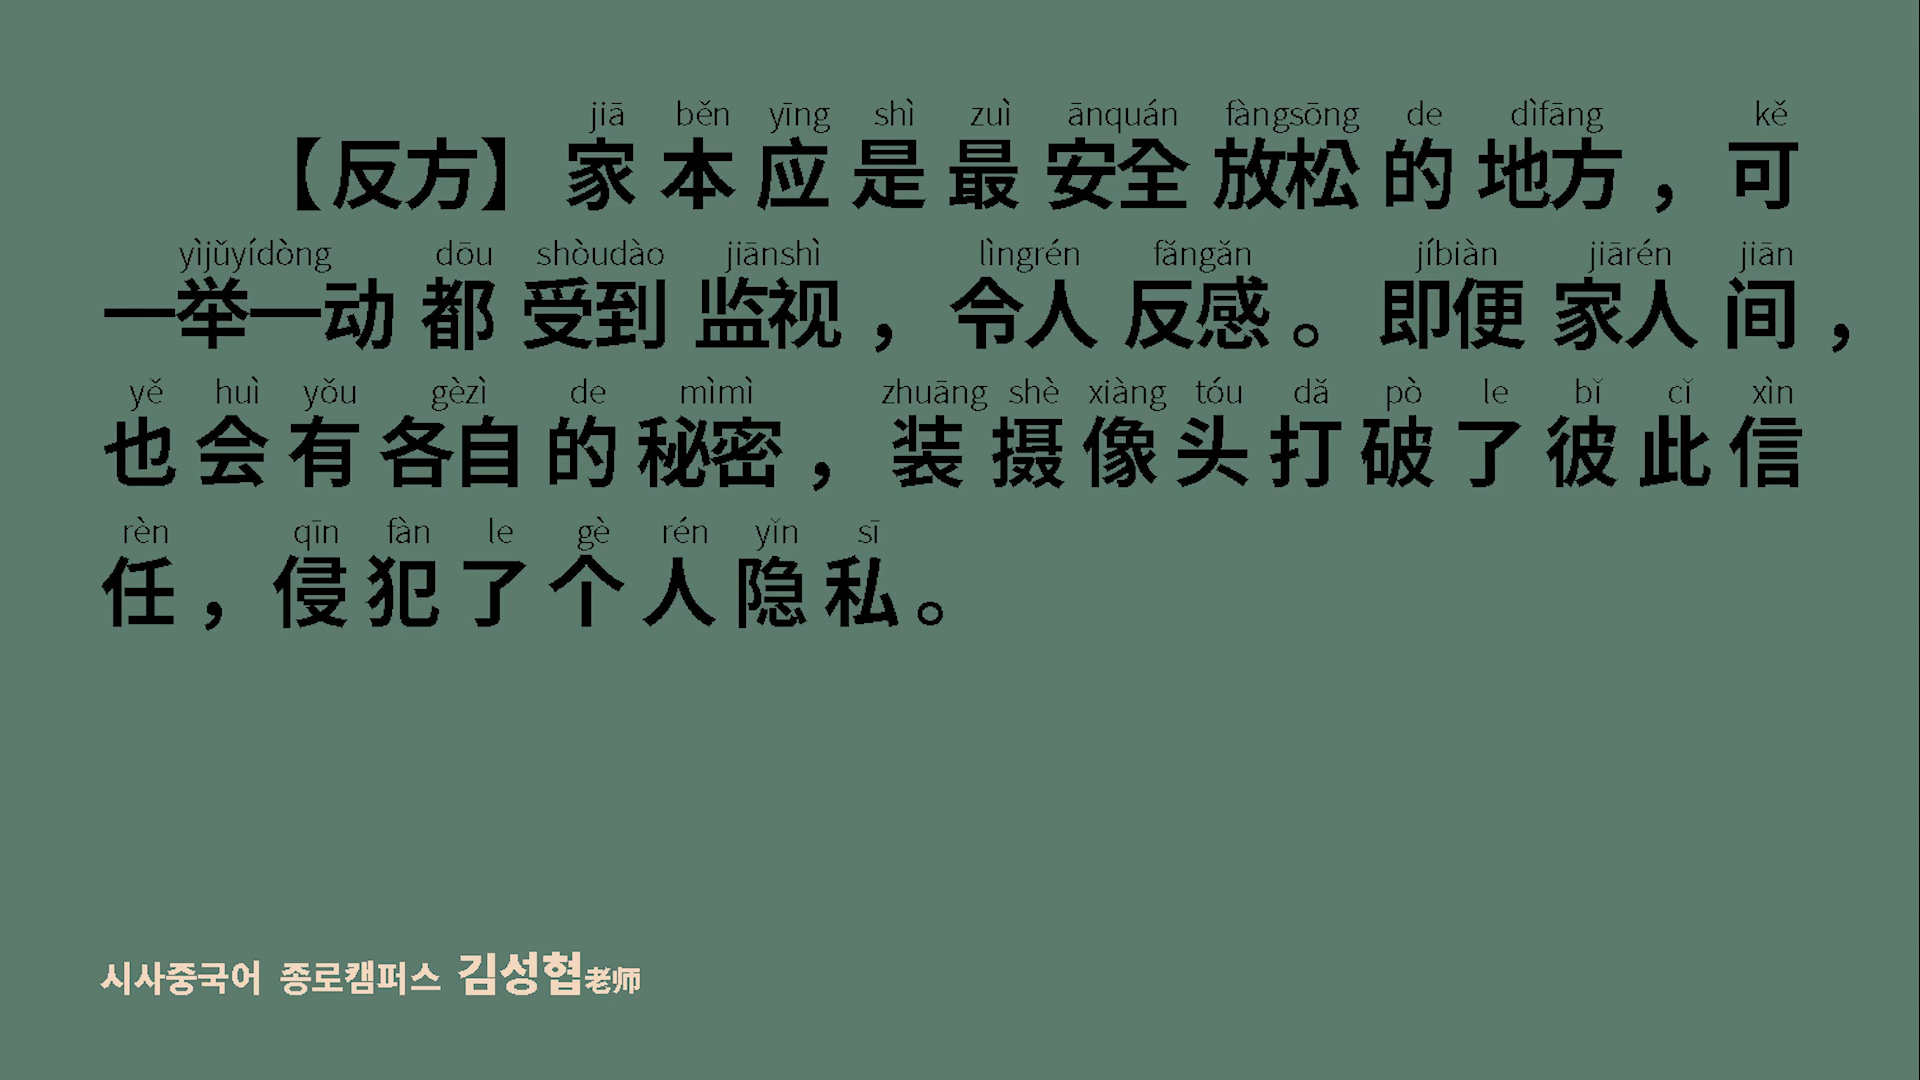 jiā běn yīng shì zuì ānquán fàngsōng de dìfāng kě
【反方】家 本 应 是 最 安全 放松 的 地方 ，可
yìjǔyídòng dōu shòudào jiānshì lìngrén fǎngǎn jíbiàn jiārén jiān
一举一动 都 受到 监视 ，令人 反感 。即便 家人 间 ，
yě huì yǒu gèzì de mìmì zhuāng shè xiàng tóu dǎ pò le bǐ cǐ xìn
也 会 有 各自 的 秘密 ，装 摄 像 头 打 破 了 彼 此 信
rèn qīn fàn le gè rén yǐn sī
任 ，侵 犯 了 个 人 隐 私 。
시사중국어 종로캠퍼스 김성협老师